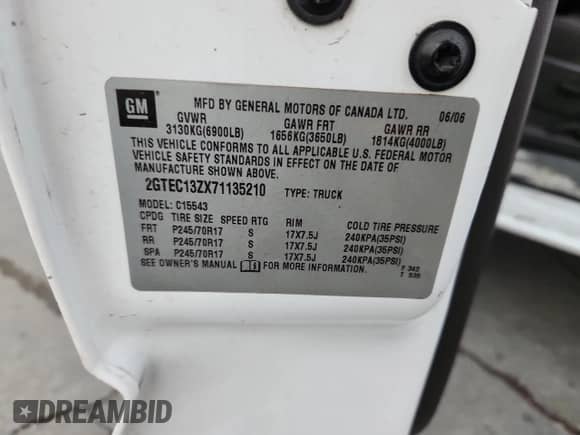 GM
MFD BY GENERAL MOTORS OF CANADA LTD. 06/06
GVWR GAWR FRT GAWR RR
3130KG(6900LB) 1656KG(3650LB) 1814KG(4000LB)
THIS VEHICLE CONFORMS TO ALL APPLICABLE U.S. FEDERAL MOTOR
VEHICLE SAFETY STANDARDS IN EFFECT ON THE DATE OF
MANUFACTURE SHOWN ABOVE.
2GTEC13ZX71135210 TYPE: TRUCK
MODEL: C15543
CPDG TIRE SIZE SPEED RTG RIM COLD TIRE PRESSURE
FRT P245/70R17 S 17X7.5J 240KPA(35PSI)
RR P245/70R17 S 17X7.5J 240KPA(35PSI)
SPA P245/70R17 S 17X7.5J 240KPA(35PSI)
SEE OWNER'S MANUAL FOR MORE INFORMATION. F 342
T 535
DREAMBID